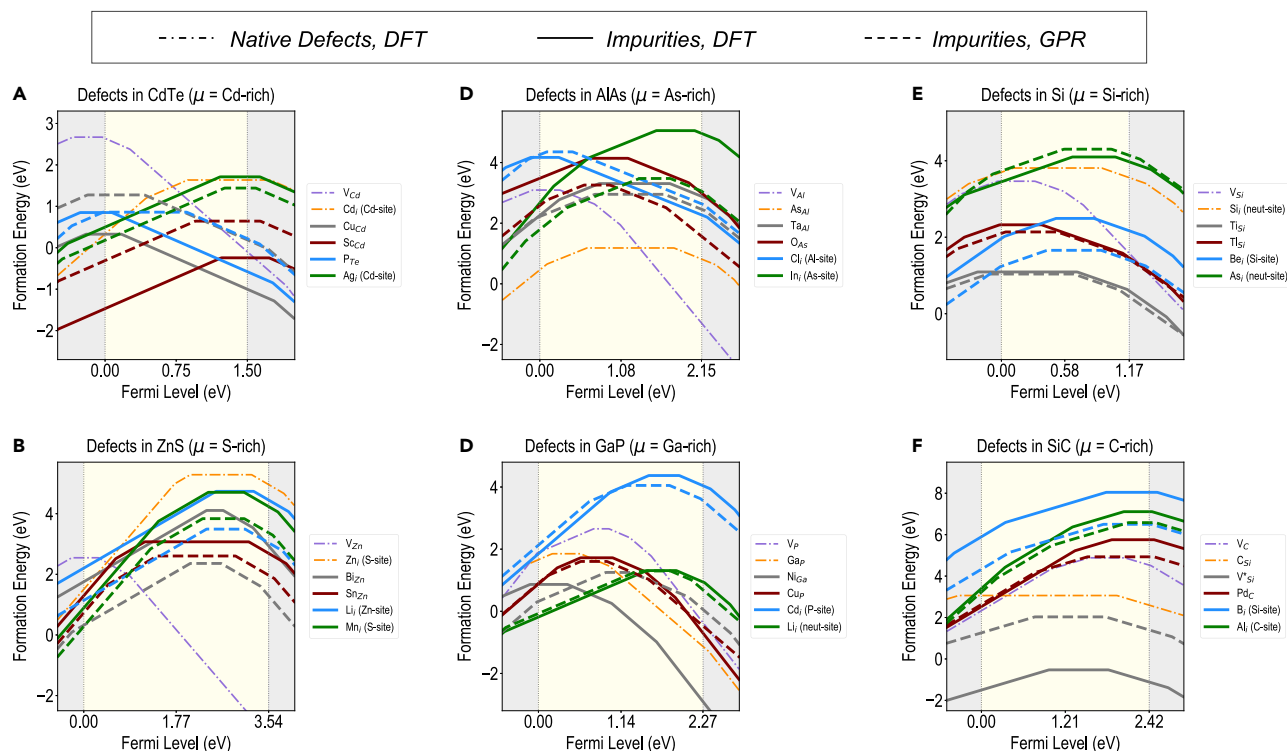 Native Defects, DFT
Impurities, DFT
Impurities, GPR
A
Defects in CdTe (μ = Cd-rich)
Formation Energy (eV)
3
2
1
0
−1
−2
0.00
0.75
1.50
Fermi Level (eV)
V_Cd
Cd_i (Cd-site)
Cu_Cd
Sc_Cd
P_Te
Ag_i (Cd-site)
D
Defects in AlAs (μ = As-rich)
Formation Energy (eV)
4
2
0
−2
0.00
1.08
2.15
Fermi Level (eV)
V_Al
As_Al
Ta_Al
O_As
Cl_i (Al-site)
In_i (As-site)
E
Defects in Si (μ = Si-rich)
Formation Energy (eV)
4
2
0
0.00
0.58
1.17
Fermi Level (eV)
V_Si
Si_i (neut-site)
Ti_Si
Tl_Si
Be_i (Si-site)
As_i (neut-site)
B
Defects in ZnS (μ = S-rich)
Formation Energy (eV)
4
2
0
−2
0.00
1.77
3.54
Fermi Level (eV)
V_Zn
Zn_i (S-site)
Bi_Zn
Sn_Zn
Li_i (Zn-site)
Mn_i (S-site)
D
Defects in GaP (μ = Ga-rich)
Formation Energy (eV)
4
2
0
−2
0.00
1.14
2.27
Fermi Level (eV)
V_P
Ga_P
Ni_Ga
Cu_P
Cd_i (P-site)
Li_i (neut-site)
F
Defects in SiC (μ = C-rich)
Formation Energy (eV)
8
6
4
2
0
−2
0.00
1.21
2.42
Fermi Level (eV)
V_C
C_Si
V*_Si
Pd_C
B_i (Si-site)
Al_i (C-site)